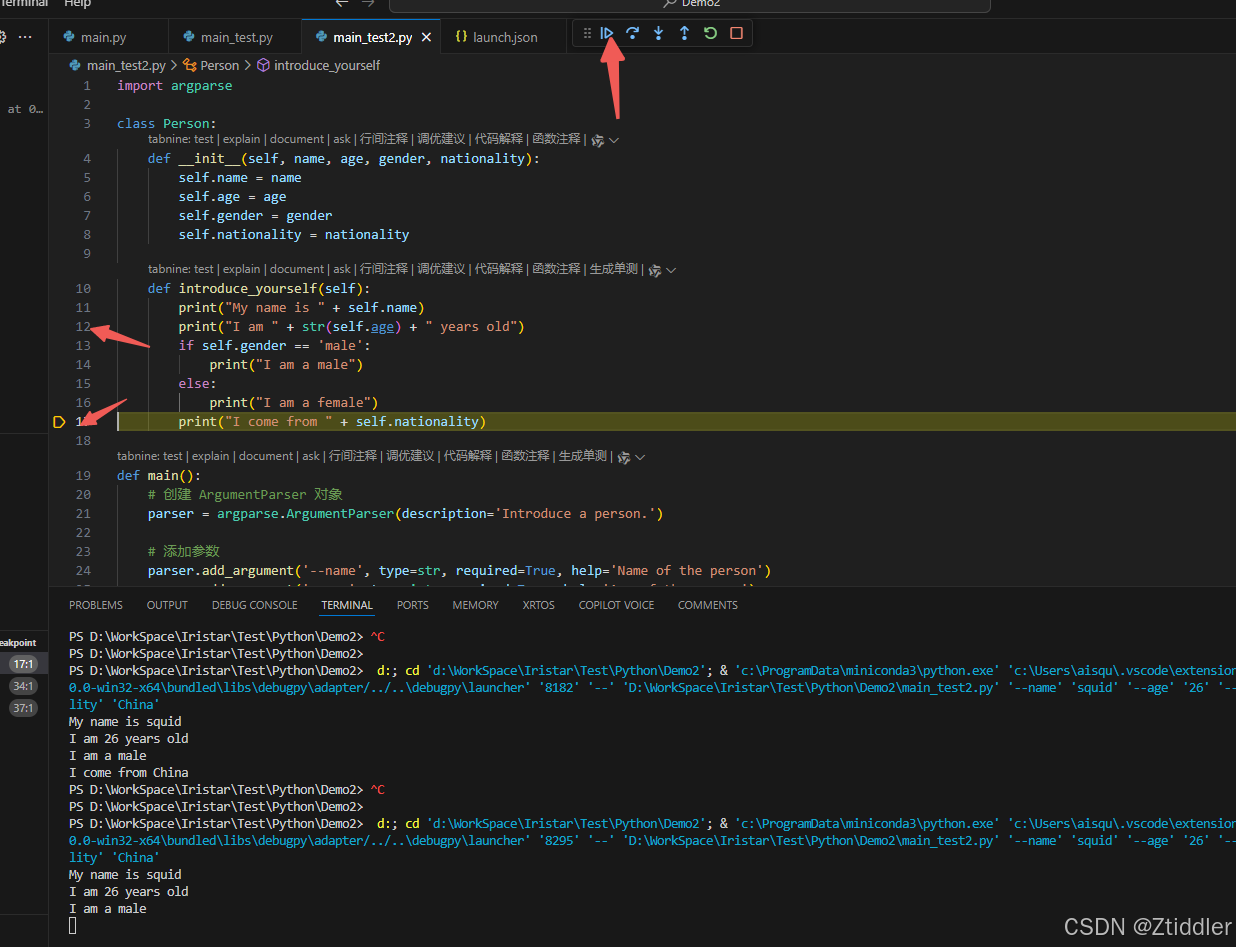 Terminal Help Demo2
main.py main_test.py main_test2.py launch.json
main_test2.py > Person > introduce_yourself
at 0…
1 import argparse
2
3 class Person:
tabnine: test | explain | document | ask | 行间注释 | 调优建议 | 代码解释 | 函数注释 |
4 def __init__(self, name, age, gender, nationality):
5 self.name = name
6 self.age = age
7 self.gender = gender
8 self.nationality = nationality
9
tabnine: test | explain | document | ask | 行间注释 | 调优建议 | 代码解释 | 函数注释 | 生成单测 |
10 def introduce_yourself(self):
11 print("My name is " + self.name)
12 print("I am " + str(self.age) + " years old")
13 if self.gender == 'male':
14 print("I am a male")
15 else:
16 print("I am a female")
print("I come from " + self.nationality)
18
tabnine: test | explain | document | ask | 行间注释 | 调优建议 | 代码解释 | 函数注释 | 生成单测 |
19 def main():
20 # 创建 ArgumentParser 对象
21 parser = argparse.ArgumentParser(description='Introduce a person.')
22
23 # 添加参数
24 parser.add_argument('--name', type=str, required=True, help='Name of the person')
PROBLEMS OUTPUT DEBUG CONSOLE TERMINAL PORTS MEMORY XRTOS COPILOT VOICE COMMENTS
eakpoint
17:1
34:1
37:1
PS D:\WorkSpace\Iristar\Test\Python\Demo2> ^C
PS D:\WorkSpace\Iristar\Test\Python\Demo2>
PS D:\WorkSpace\Iristar\Test\Python\Demo2> d:; cd 'd:\WorkSpace\Iristar\Test\Python\Demo2'; & 'c:\ProgramData\miniconda3\python.exe' 'c:\Users\aisqu\.vscode\extension
0.0-win32-x64\bundled\libs\debugpy\adapter/../..\debugpy\launcher' '8182' '--' 'D:\WorkSpace\Iristar\Test\Python\Demo2\main_test2.py' '--name' 'squid' '--age' '26' '--
lity' 'China'
My name is squid
I am 26 years old
I am a male
I come from China
PS D:\WorkSpace\Iristar\Test\Python\Demo2> ^C
PS D:\WorkSpace\Iristar\Test\Python\Demo2>
PS D:\WorkSpace\Iristar\Test\Python\Demo2> d:; cd 'd:\WorkSpace\Iristar\Test\Python\Demo2'; & 'c:\ProgramData\miniconda3\python.exe' 'c:\Users\aisqu\.vscode\extension
0.0-win32-x64\bundled\libs\debugpy\adapter/../..\debugpy\launcher' '8295' '--' 'D:\WorkSpace\Iristar\Test\Python\Demo2\main_test2.py' '--name' 'squid' '--age' '26' '--
lity' 'China'
My name is squid
I am 26 years old
I am a male
CSDN @Ztiddler